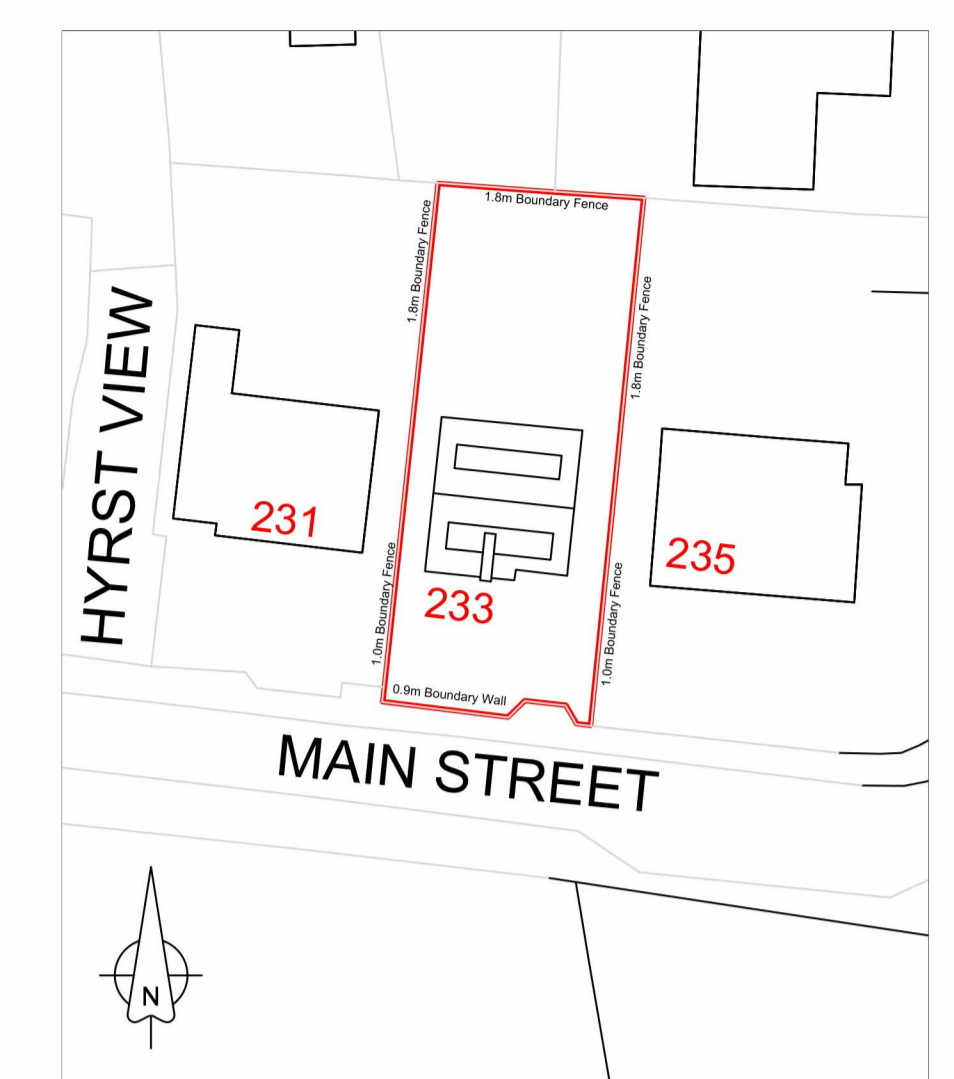 1.8m Boundary Fence
1.8m Boundary Fence
1.8m Boundary Fence
HYRST VIEW
231
233
235
1.0m Boundary Fence
1.0m Boundary Fence
0.9m Boundary Wall
MAIN STREET
N